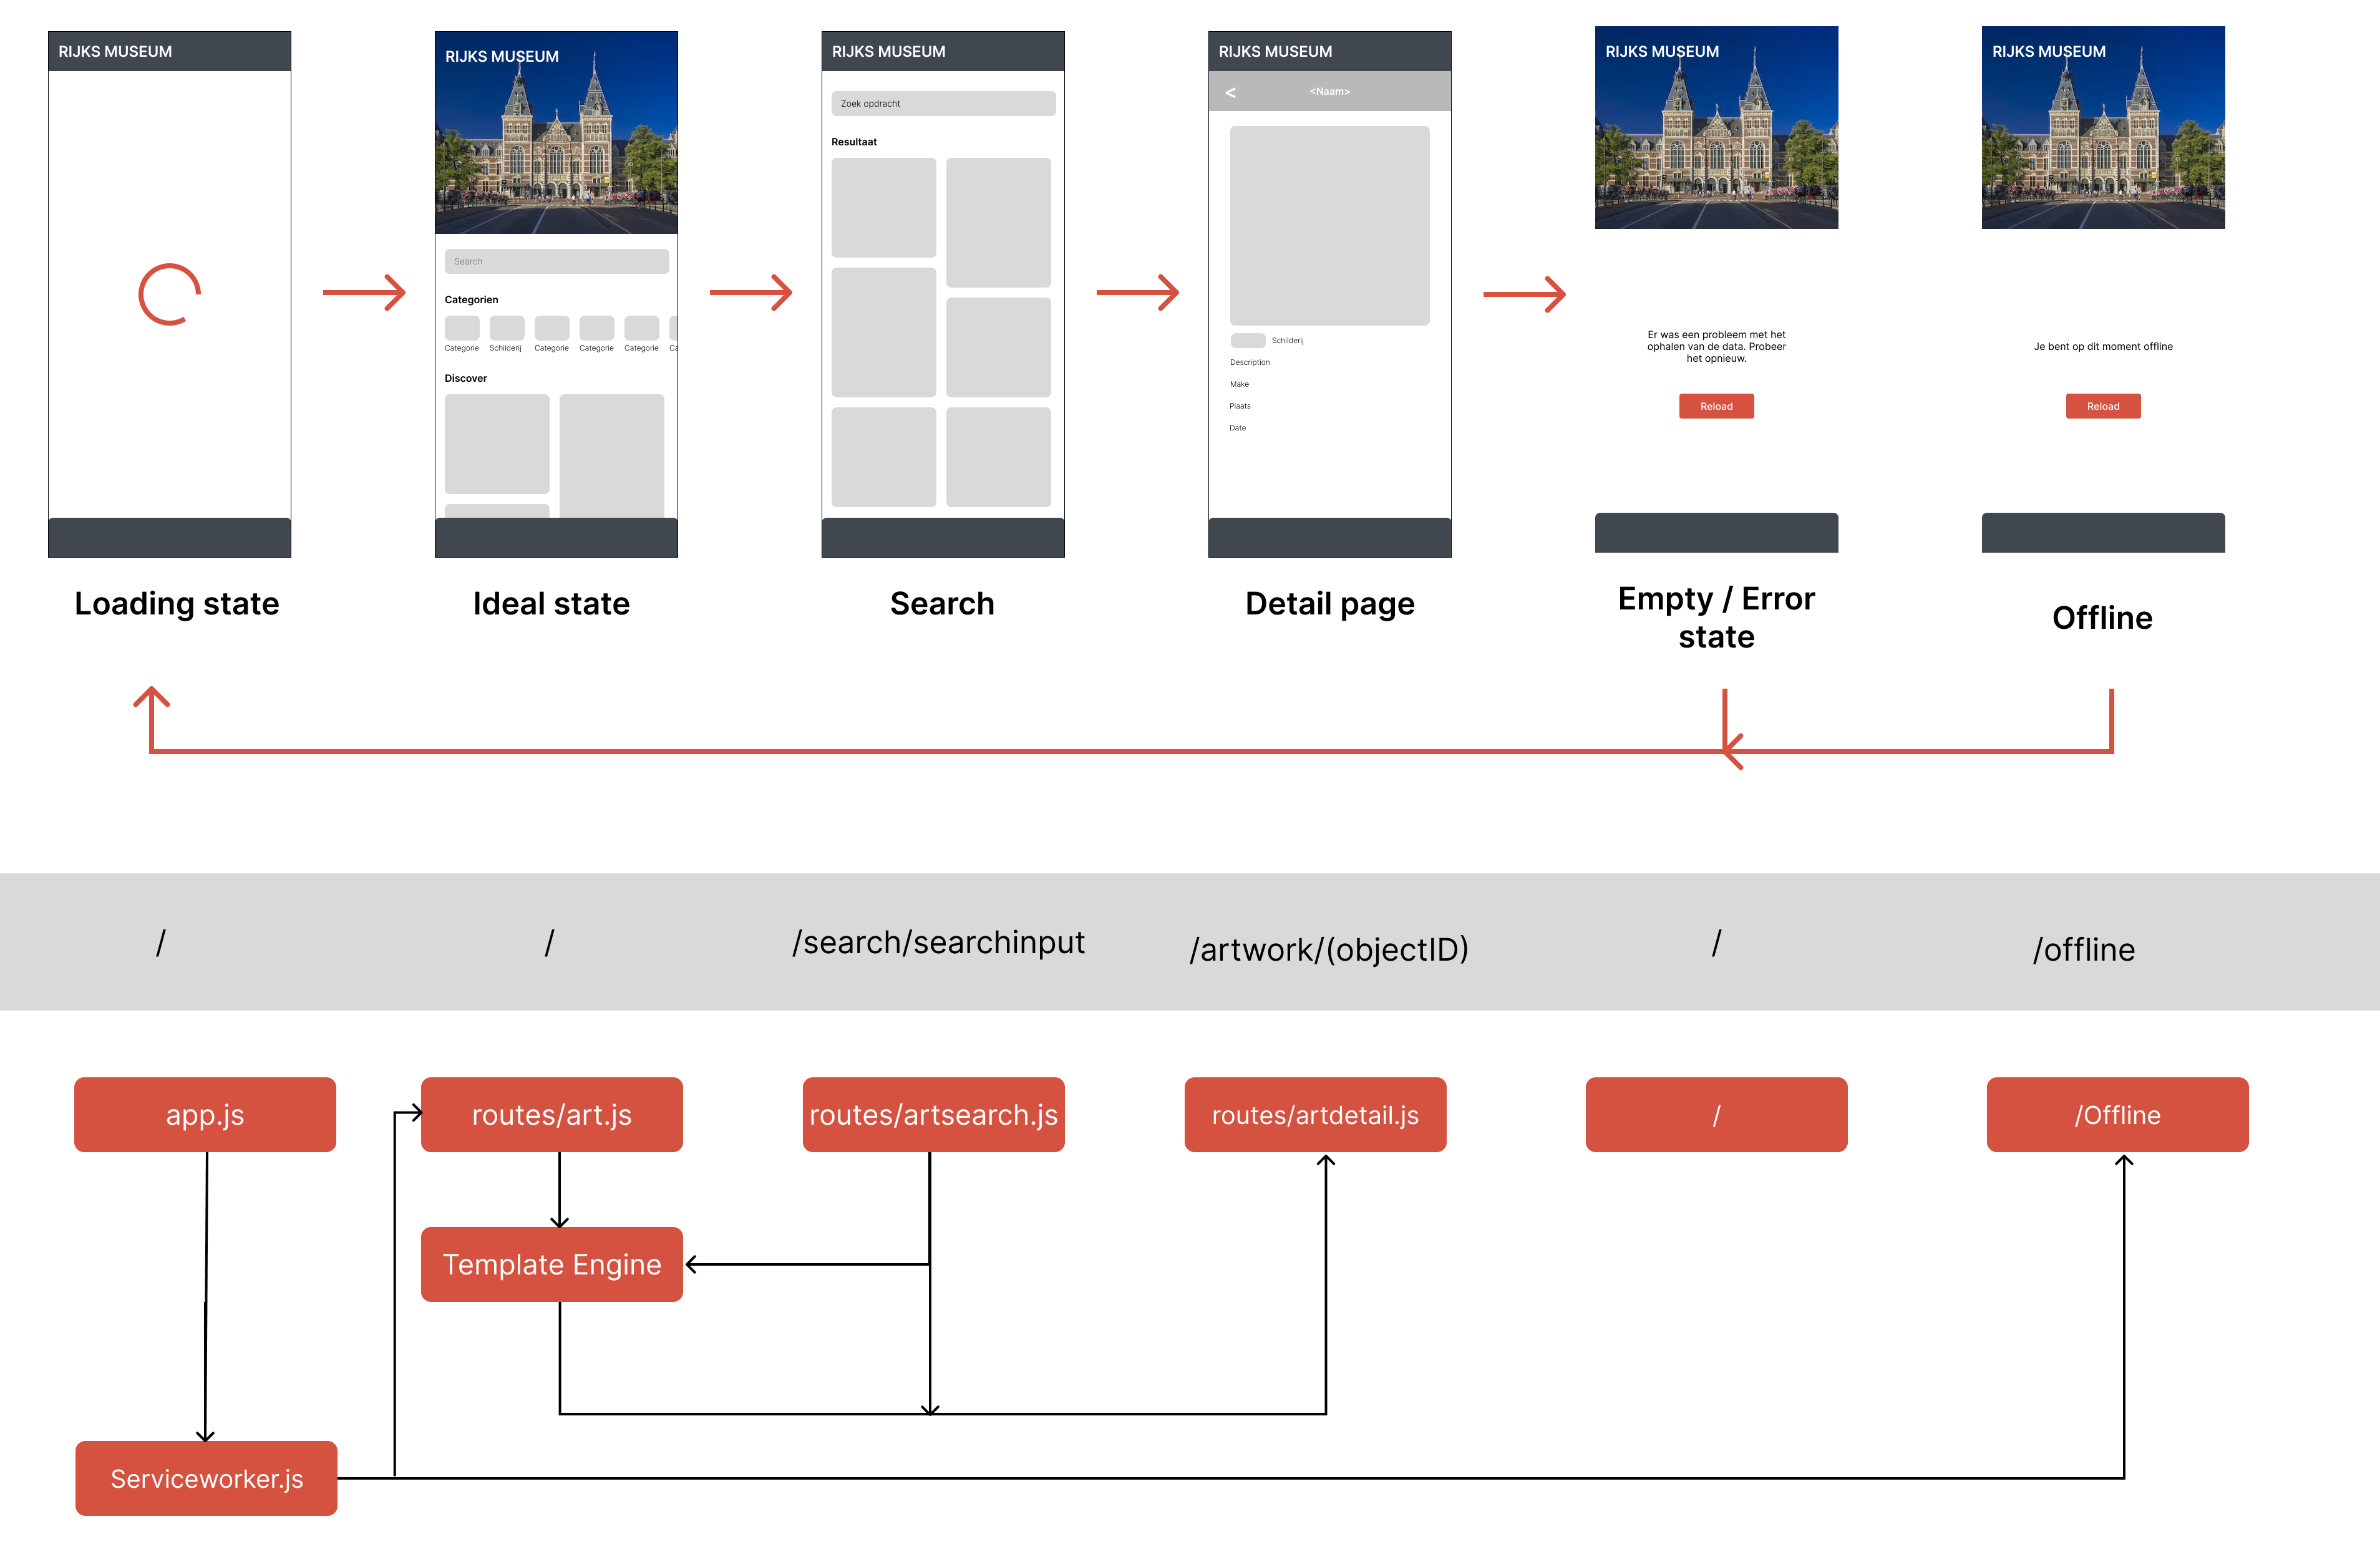 RIJKS MUSEUM
Loading state
RIJKS MUSEUM
Search
Categorien
Categorie Schilderij Categorie Categorie Categorie Ca
Discover
Ideal state
RIJKS MUSEUM
Zoek opdracht
Resultaat
Search
RIJKS MUSEUM
< <Naam>
Schilderij
Description
Make
Plaats
Date
Detail page
RIJKS MUSEUM
Er was een probleem met het
ophalen van de data. Probeer
het opnieuw.
Reload
Empty / Error
state
RIJKS MUSEUM
Je bent op dit moment offline
Reload
Offline
/
/
/search/searchinput
/artwork/(objectID)
/
/offline
app.js
routes/art.js
routes/artsearch.js
routes/artdetail.js
/
/Offline
Template Engine
Serviceworker.js